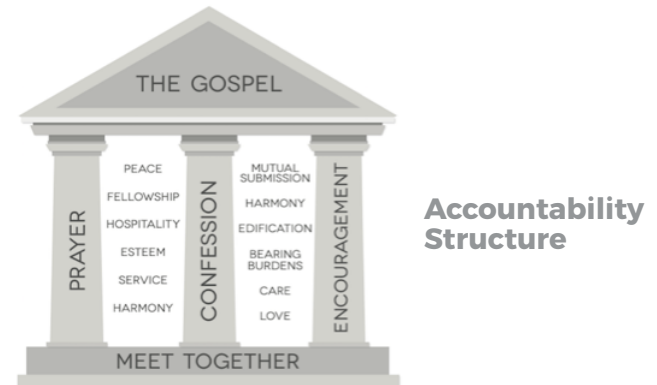 THE GOSPEL
PRAYER
PEACE
FELLOWSHIP
HOSPITALITY
ESTEEM
SERVICE
HARMONY
CONFESSION
MUTUAL
SUBMISSION
HARMONY
EDIFICATION
BEARING
BURDENS
CARE
LOVE
ENCOURAGEMENT
MEET TOGETHER
Accountability
Structure